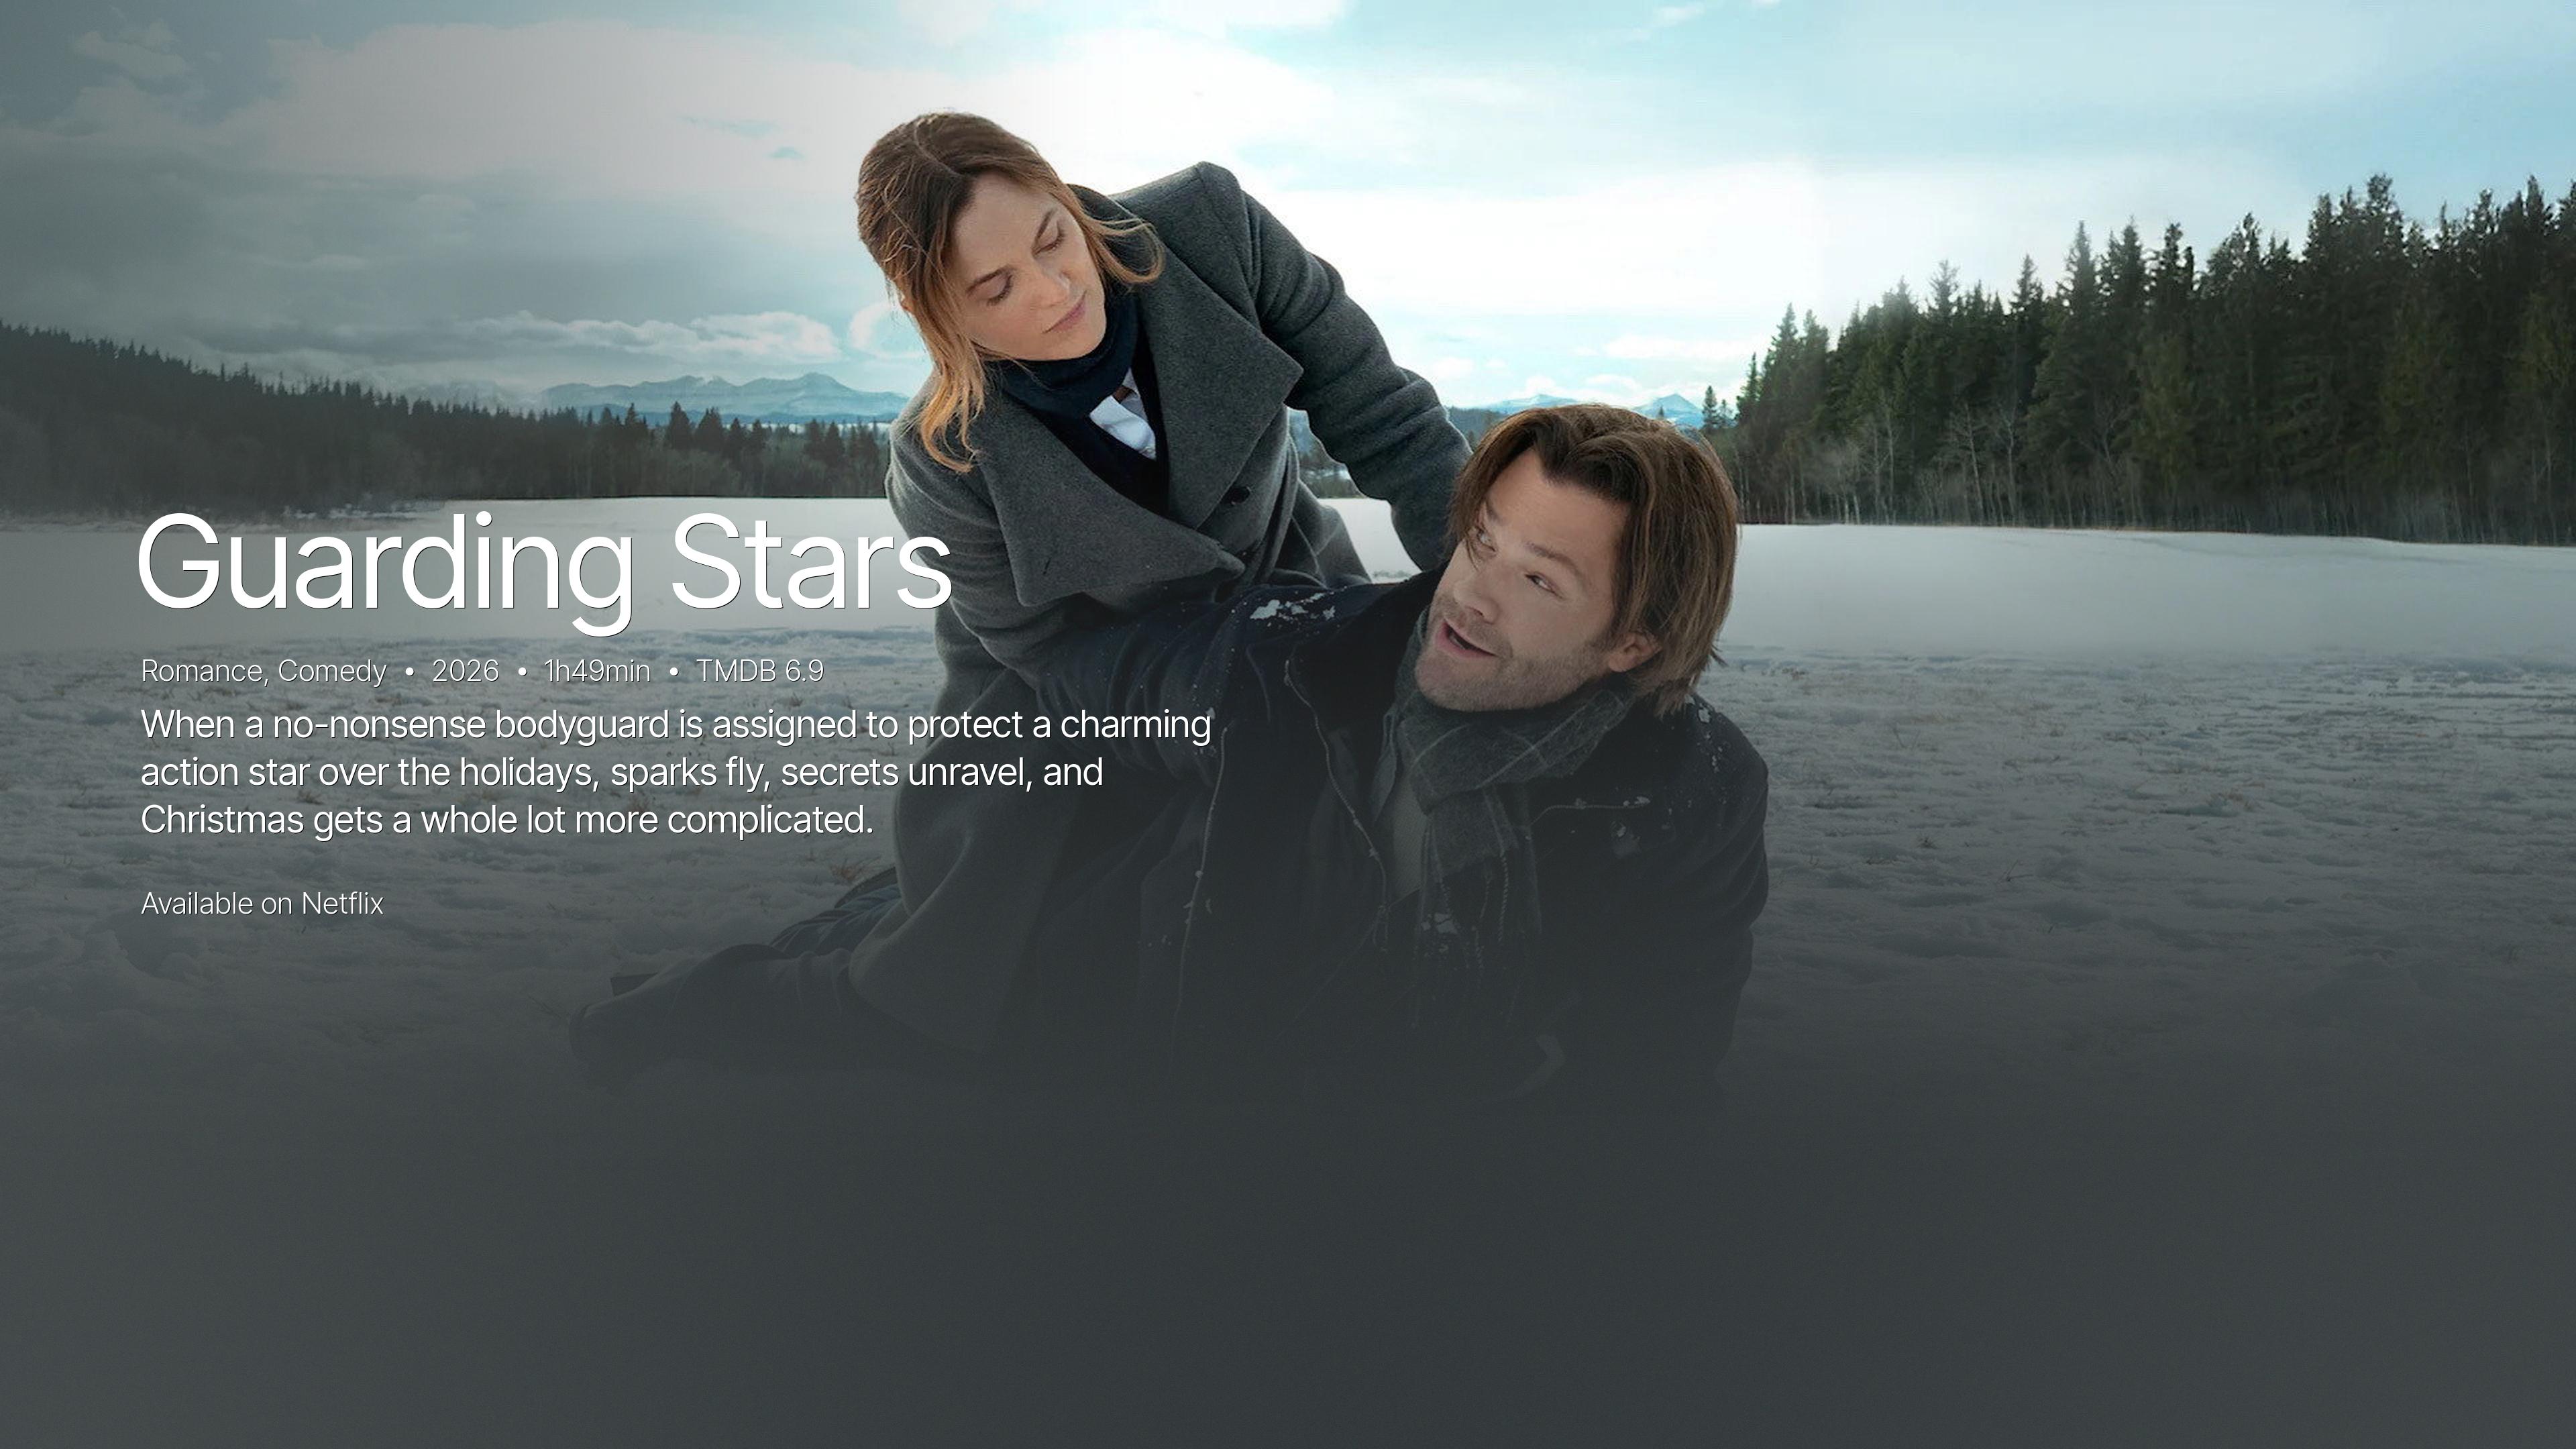 Guarding Stars
Romance, Comedy • 2026 • 1h49min • TMDB 6.9
When a no-nonsense bodyguard is assigned to protect a charming
action star over the holidays, sparks fly, secrets unravel, and
Christmas gets a whole lot more complicated.
Available on Netflix